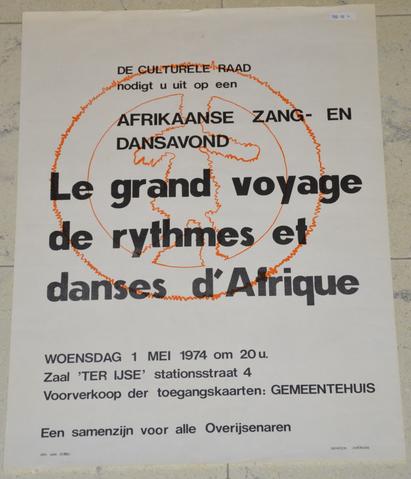 DE CULTURELE RAAD
nodigt u uit op een
AFRIKAANSE ZANG- EN
DANSAVOND
Le grand voyage
de rythmes et
danses d'Afrique
WOENSDAG 1 MEI 1974 om 20 u.
Zaal 'TER IJSE' stationsstraat 4
Voorverkoop der toegangskaarten: GEMEENTEHUIS
Een samenzijn voor alle Overijsenaren